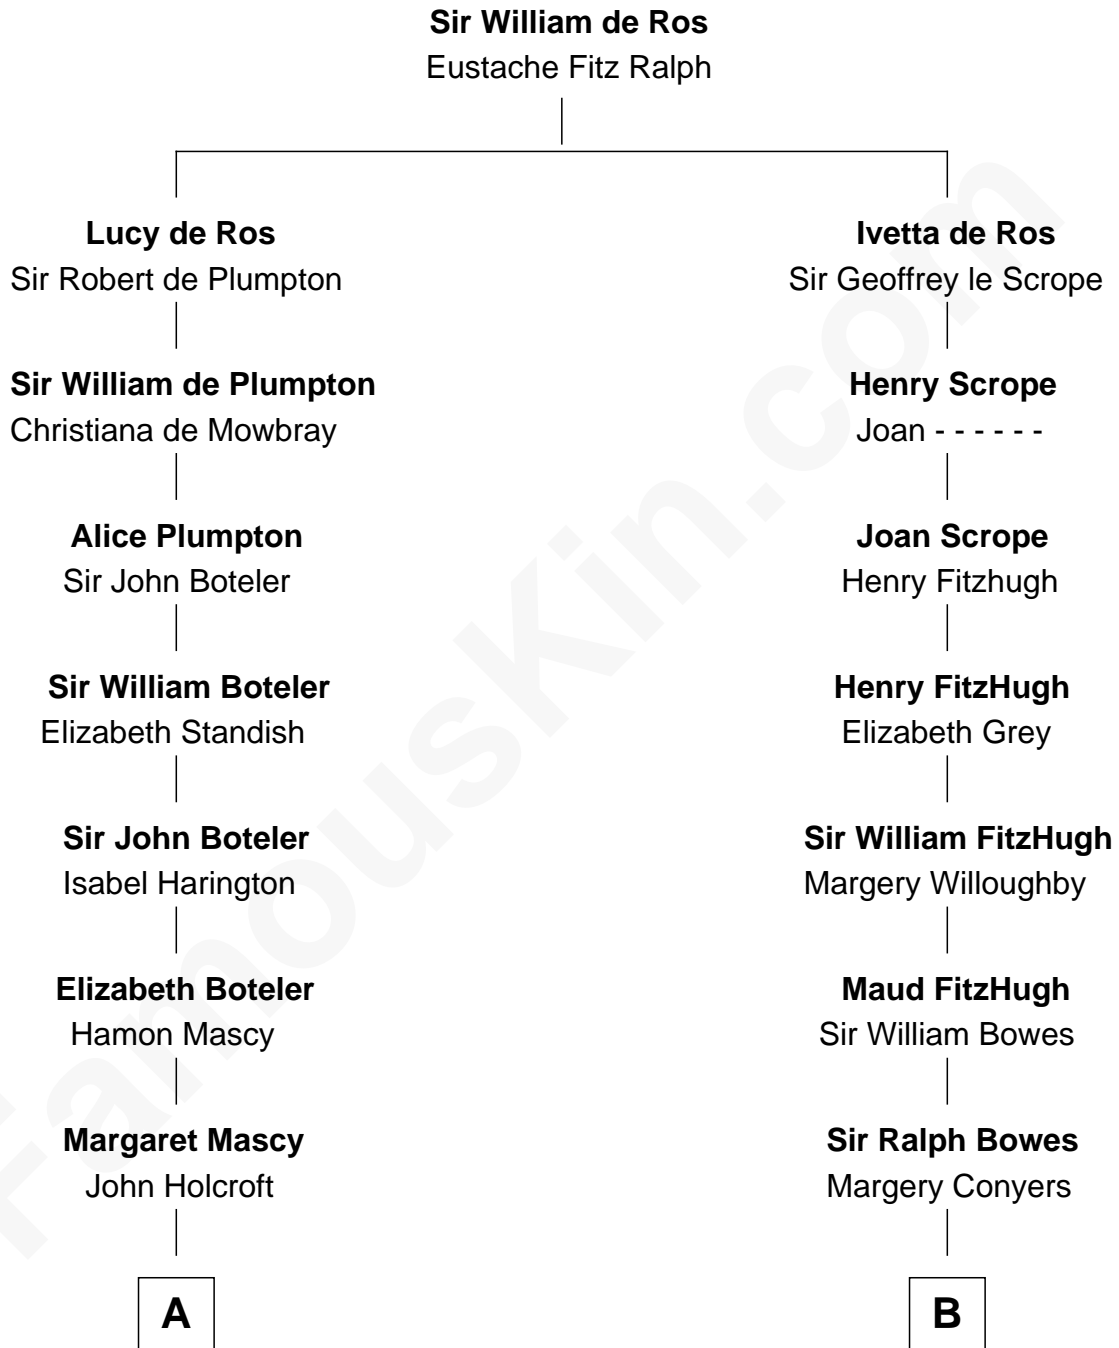 Sir William de Ros
Eustache Fitz Ralph
Lucy de Ros
Sir Robert de Plumpton
Ivetta de Ros
Sir Geoffrey le Scrope
Sir William de Plumpton
Christiana de Mowbray
Henry Scrope
Joan - - - - - -
Alice Plumpton
Sir John Boteler
Joan Scrope
Henry Fitzhugh
Sir William Boteler
Elizabeth Standish
Henry FitzHugh
Elizabeth Grey
Sir John Boteler
Isabel Harington
Sir William FitzHugh
Margery Willoughby
Elizabeth Boteler
Hamon Mascy
Maud FitzHugh
Sir William Bowes
Margaret Mascy
John Holcroft
Sir Ralph Bowes
Margery Conyers
A
B
FamousKin.com